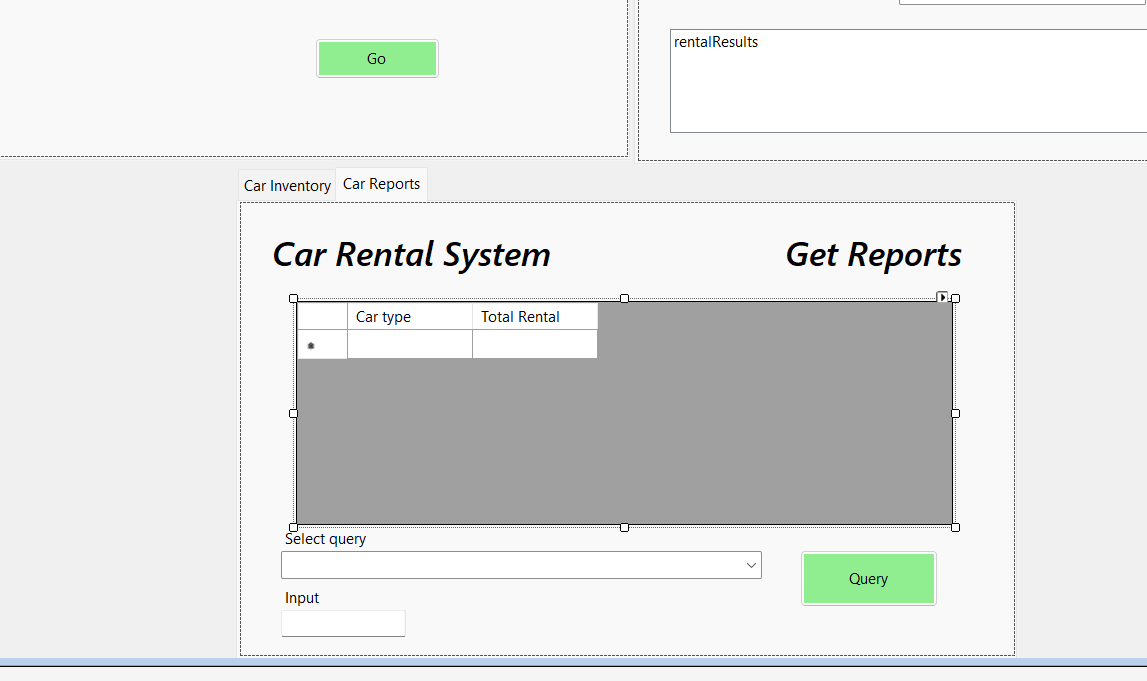 Go
rentalResults
Car Inventory
Car Reports
Car Rental System
Get Reports
Car type
Total Rental
Select query
Query
Input